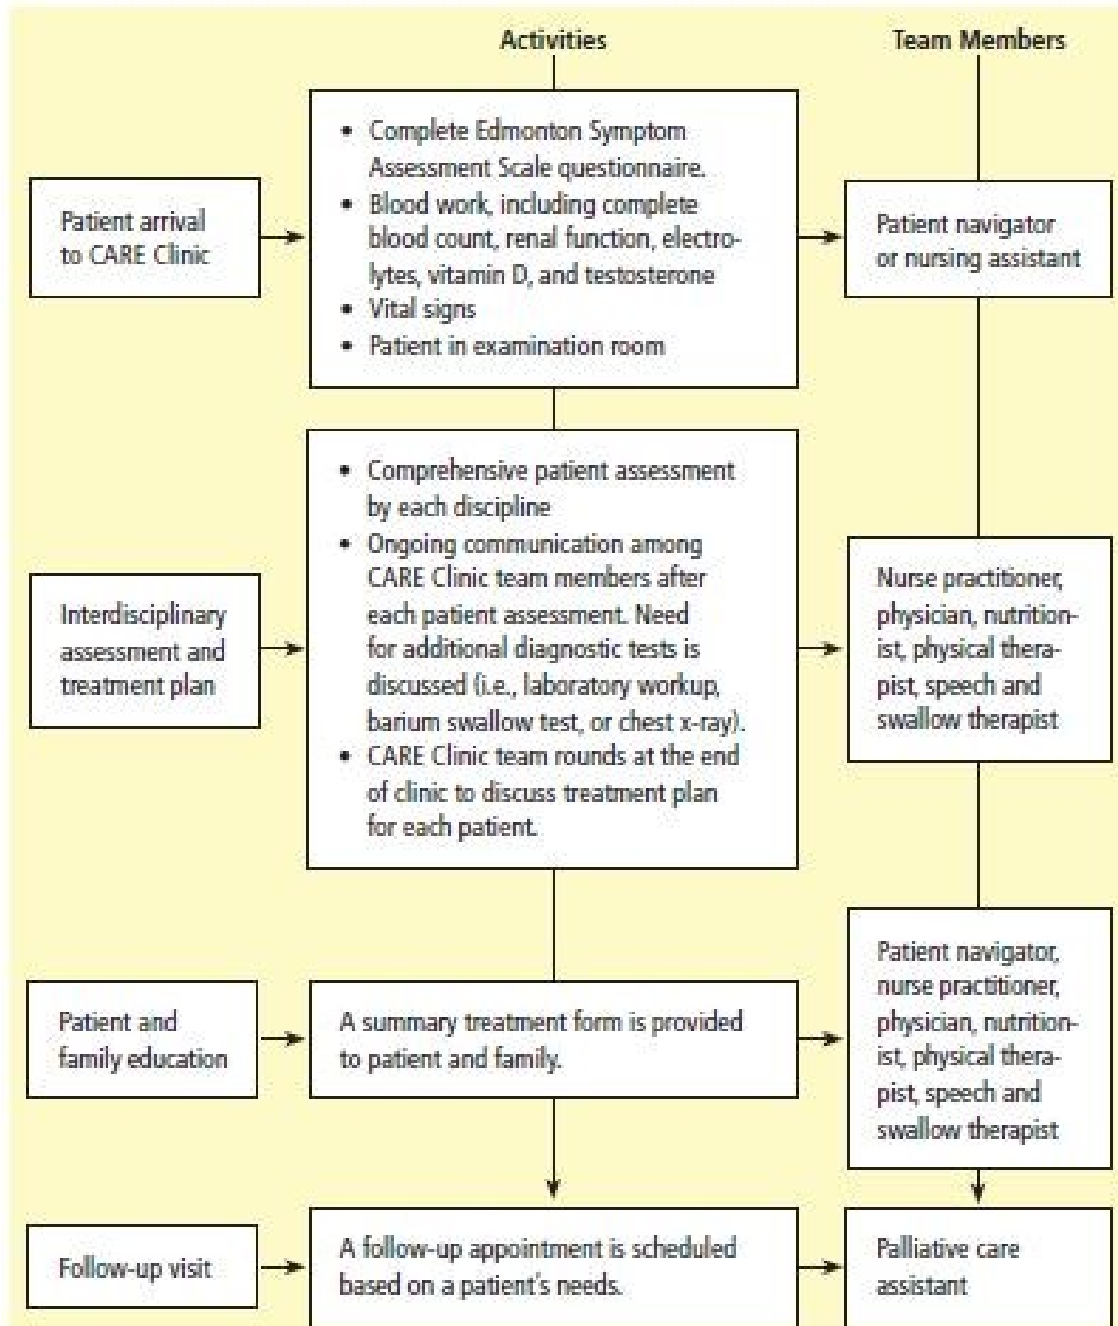 Activities
Team Members
Patient arrival
to CARE Clinic
• Complete Edmonton Symptom
Assessment Scale questionnaire.
• Blood work, including complete
blood count, renal function, electro-
lytes, vitamin D, and testosterone
• Vital signs
• Patient in examination room
Patient navigator
or nursing assistant
Interdisciplinary
assessment and
treatment plan
• Comprehensive patient assessment
by each discipline
• Ongoing communication among
CARE Clinic team members after
each patient assessment. Need
for additional diagnostic tests is
discussed (i.e., laboratory workup,
barium swallow test, or chest x-ray).
• CARE Clinic team rounds at the end
of clinic to discuss treatment plan
for each patient.
Nurse practitioner,
physician, nutrition-
ist, physical thera-
pist, speech and
swallow therapist
Patient and
family education
A summary treatment form is provided
to patient and family.
Patient navigator,
nurse practitioner,
physician, nutrition-
ist, physical thera-
pist, speech and
swallow therapist
Follow-up visit
A follow-up appointment is scheduled
based on a patient's needs.
Palliative care
assistant